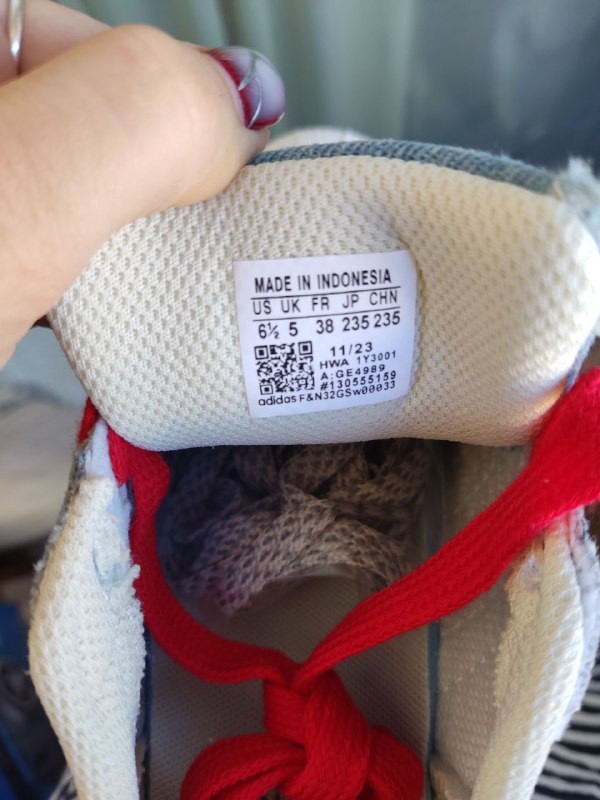 MADE IN INDONESIA
US UK FR JP CHN
6½ 5 38 235 235
11/23
HWA 1Y3001
A:GE4989
#130555159
adidas F&N32GSw00033